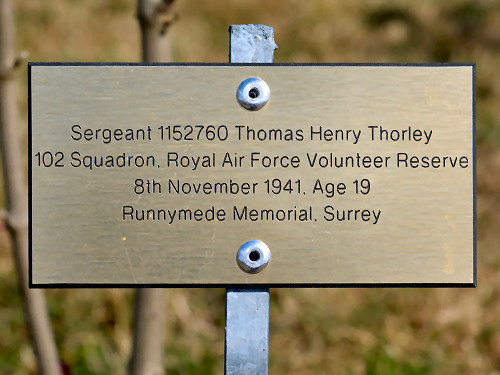 Sergeant 1152760 Thomas Henry Thorley
102 Squadron, Royal Air Force Volunteer Reserve
8th November 1941, Age 19
Runnymede Memorial, Surrey